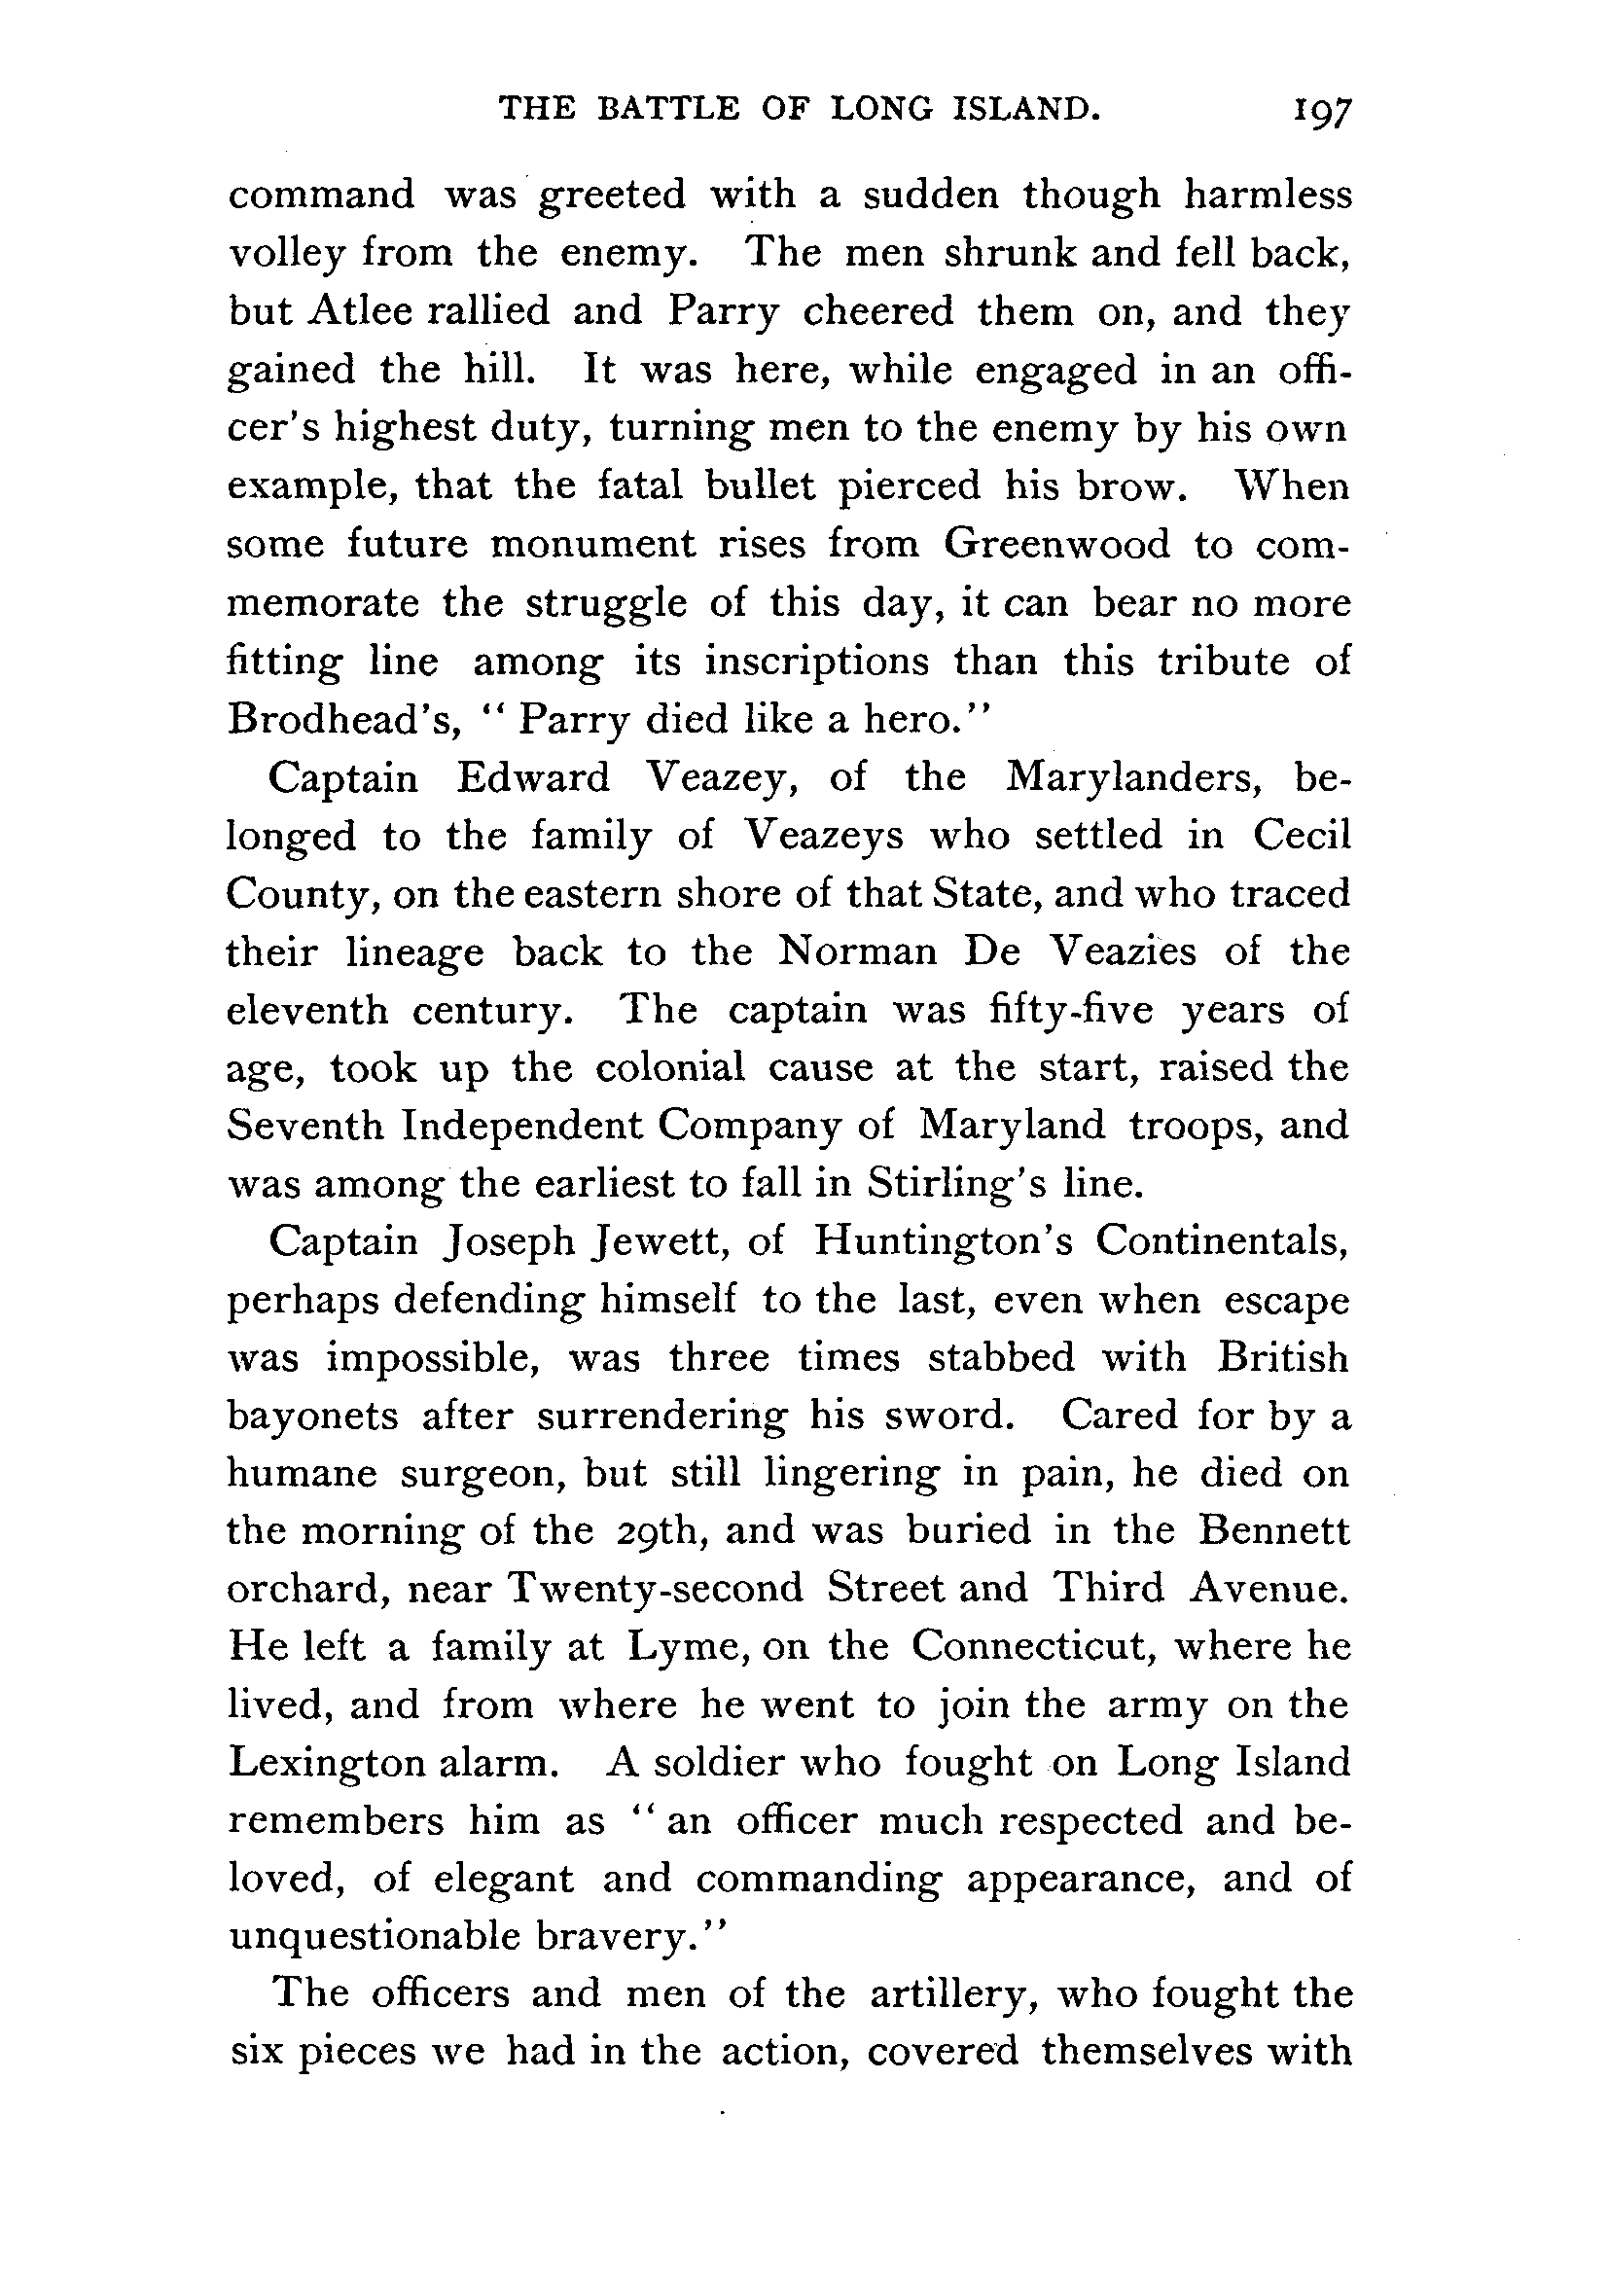 THE BATTLE OF LONG ISLAND. 197
command was greeted with a sudden though harmless
volley from the enemy. The men shrunk and fell back,
but Atlee rallied and Parry cheered them on, and they
gained the hill. It was here, while engaged in an offi-
cer's highest duty, turning men to the enemy by his own
example, that the fatal bullet pierced his brow. When
some future monument rises from Greenwood to com-
memorate the struggle of this day, it can bear no more
fitting line among its inscriptions than this tribute of
Brodhead's, "Parry died like a hero."
Captain Edward Veazey, of the Marylanders, be-
longed to the family of Veazeys who settled in Cecil
County, on the eastern shore of that State, and who traced
their lineage back to the Norman De Veazies of the
eleventh century. The captain was fifty-five years of
age, took up the colonial cause at the start, raised the
Seventh Independent Company of Maryland troops, and
was among the earliest to fall in Stirling's line.
Captain Joseph Jewett, of Huntington's Continentals,
perhaps defending himself to the last, even when escape
was impossible, was three times stabbed with British
bayonets after surrendering his sword. Cared for by a
humane surgeon, but still lingering in pain, he died on
the morning of the 29th, and was buried in the Bennett
orchard, near Twenty-second Street and Third Avenue.
He left a family at Lyme, on the Connecticut, where he
lived, and from where he went to join the army on the
Lexington alarm. A soldier who fought on Long Island
remembers him as "an officer much respected and be-
loved, of elegant and commanding appearance, and of
unquestionable bravery."
The officers and men of the artillery, who fought the
six pieces we had in the action, covered themselves with